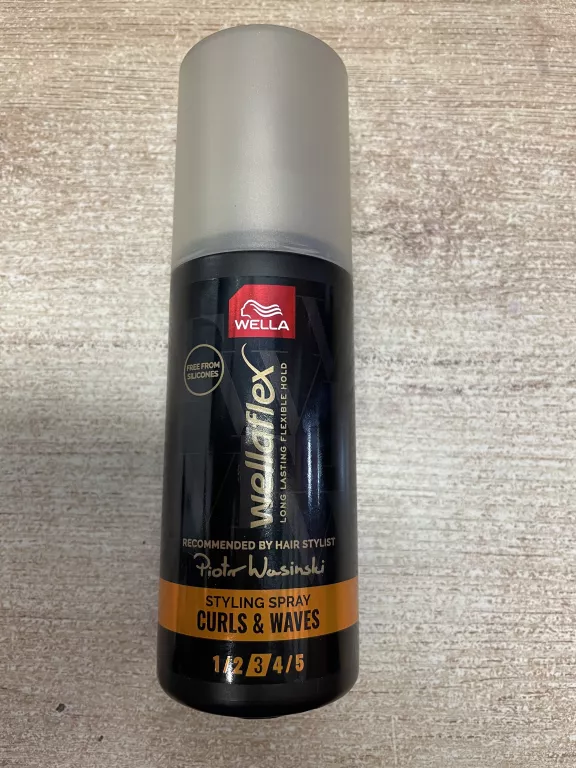 WELLA
FREE FROM
SILICONES
wellaflex
LONG LASTING FLEXIBLE HOLD
RECOMMENDED BY HAIR STYLIST
Piotr Wasinski
STYLING SPRAY
CURLS & WAVES
1/2 3 4/5